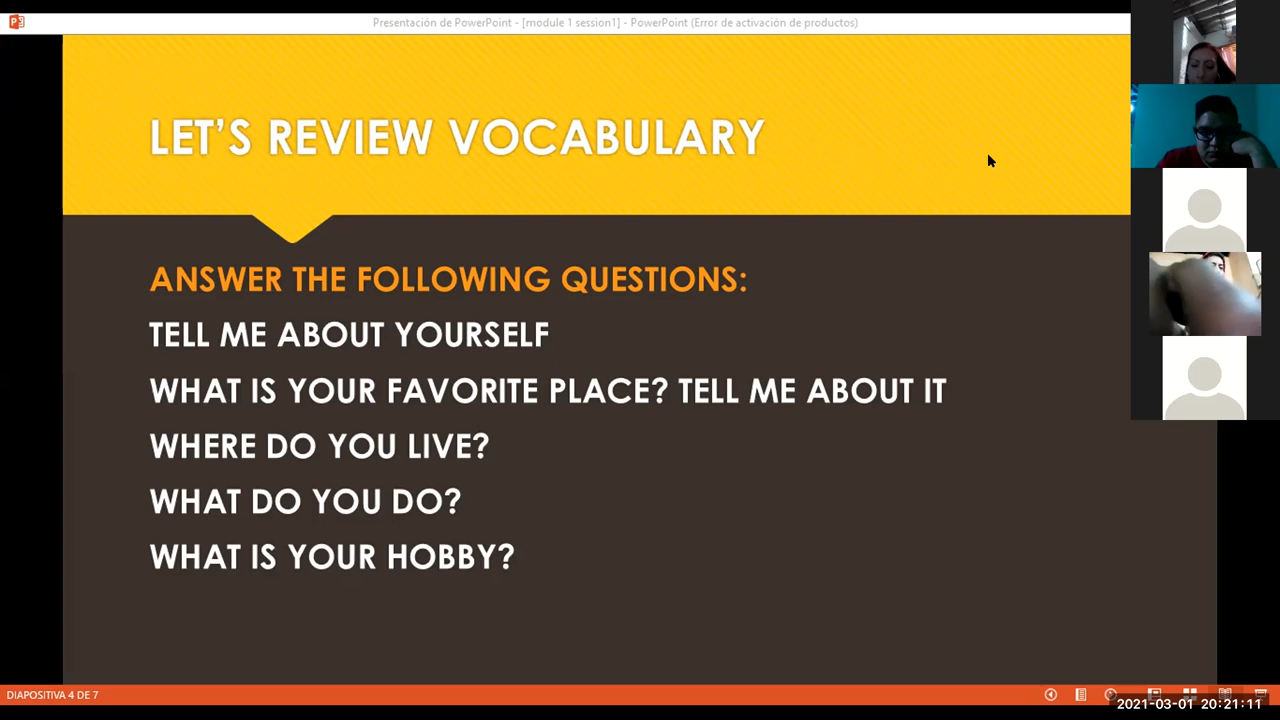 Presentación de PowerPoint - [module 1 session1] - PowerPoint (Error de activación de productos)
LET’S REVIEW VOCABULARY
ANSWER THE FOLLOWING QUESTIONS:
TELL ME ABOUT YOURSELF
WHAT IS YOUR FAVORITE PLACE? TELL ME ABOUT IT
WHERE DO YOU LIVE?
WHAT DO YOU DO?
WHAT IS YOUR HOBBY?
DIAPOSITIVA 4 DE 7
2021-03-01 20:21:11